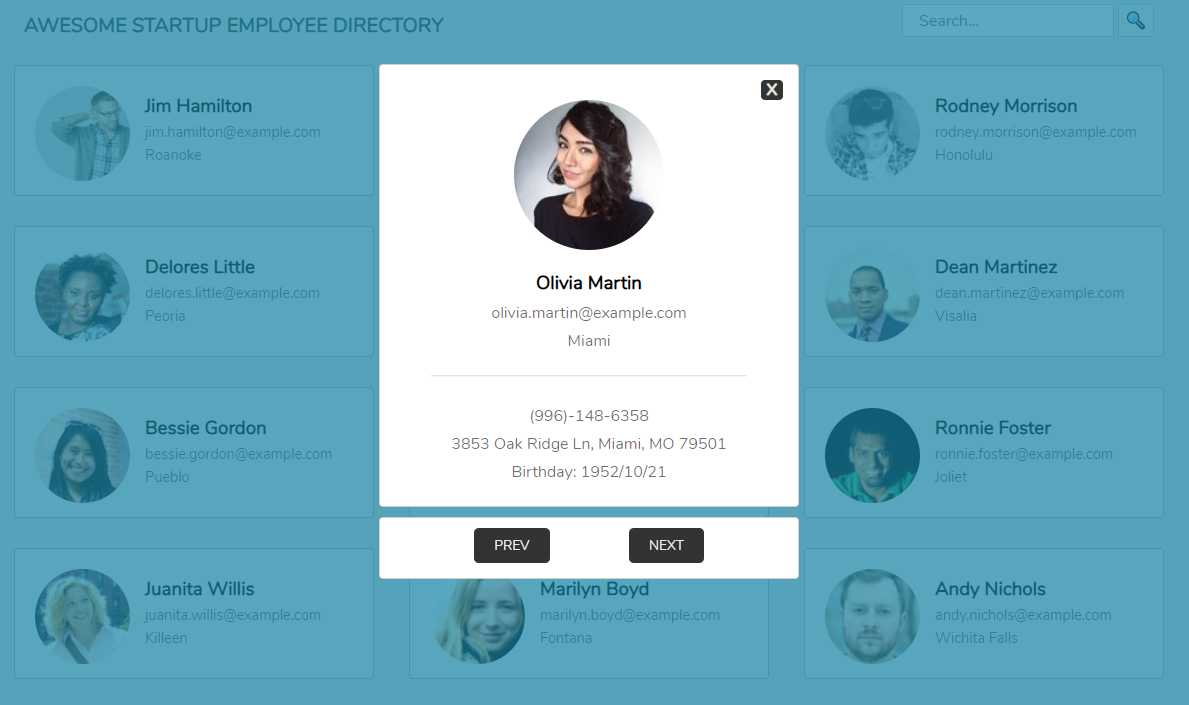 AWESOME STARTUP EMPLOYEE DIRECTORY
Search...
X
Jim Hamilton
jim.hamilton@example.com
Roanoke
Rodney Morrison
rodney.morrison@example.com
Honolulu
Olivia Martin
olivia.martin@example.com
Miami
(996)-148-6358
3853 Oak Ridge Ln, Miami, MO 79501
Birthday: 1952/10/21
PREV
NEXT
Delores Little
delores.little@example.com
Peoria
Dean Martinez
dean.martinez@example.com
Visalia
Bessie Gordon
bessie.gordon@example.com
Pueblo
Ronnie Foster
ronnie.foster@example.com
Joliet
Juanita Willis
juanita.willis@example.com
Killeen
Marilyn Boyd
marilyn.boyd@example.com
Fontana
Andy Nichols
andy.nichols@example.com
Wichita Falls